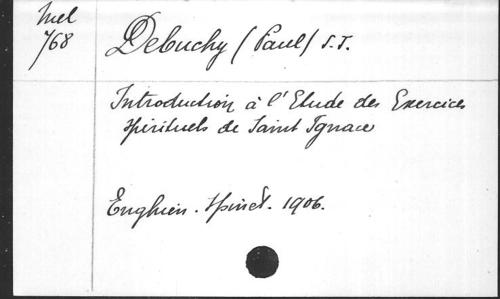 Mel
768
Debuchy (Paul) S.J.
Introduction à l'Etude des Exercices
spirituels de Saint Ignace
Enghien. Spinet. 1906.